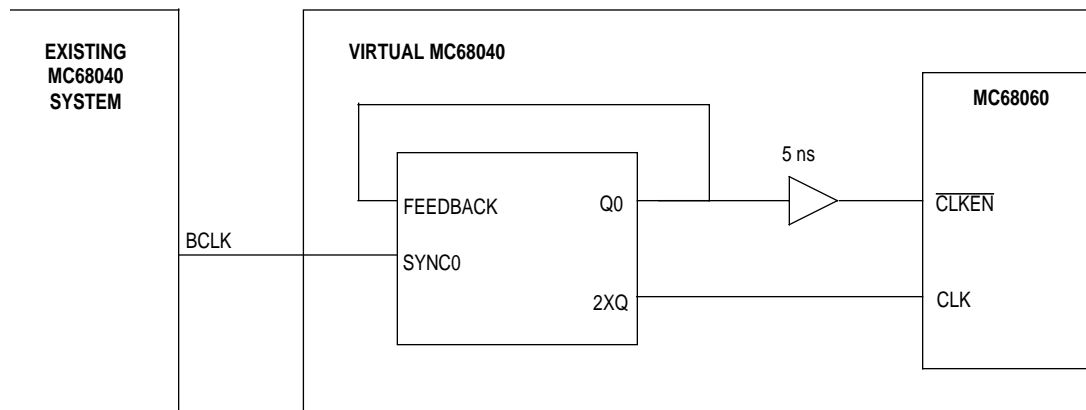 EXISTING
MC68040
SYSTEM
VIRTUAL MC68040
MC68060
5 ns
FEEDBACK
Q0
CLKEN
BCLK
SYNC0
2XQ
CLK